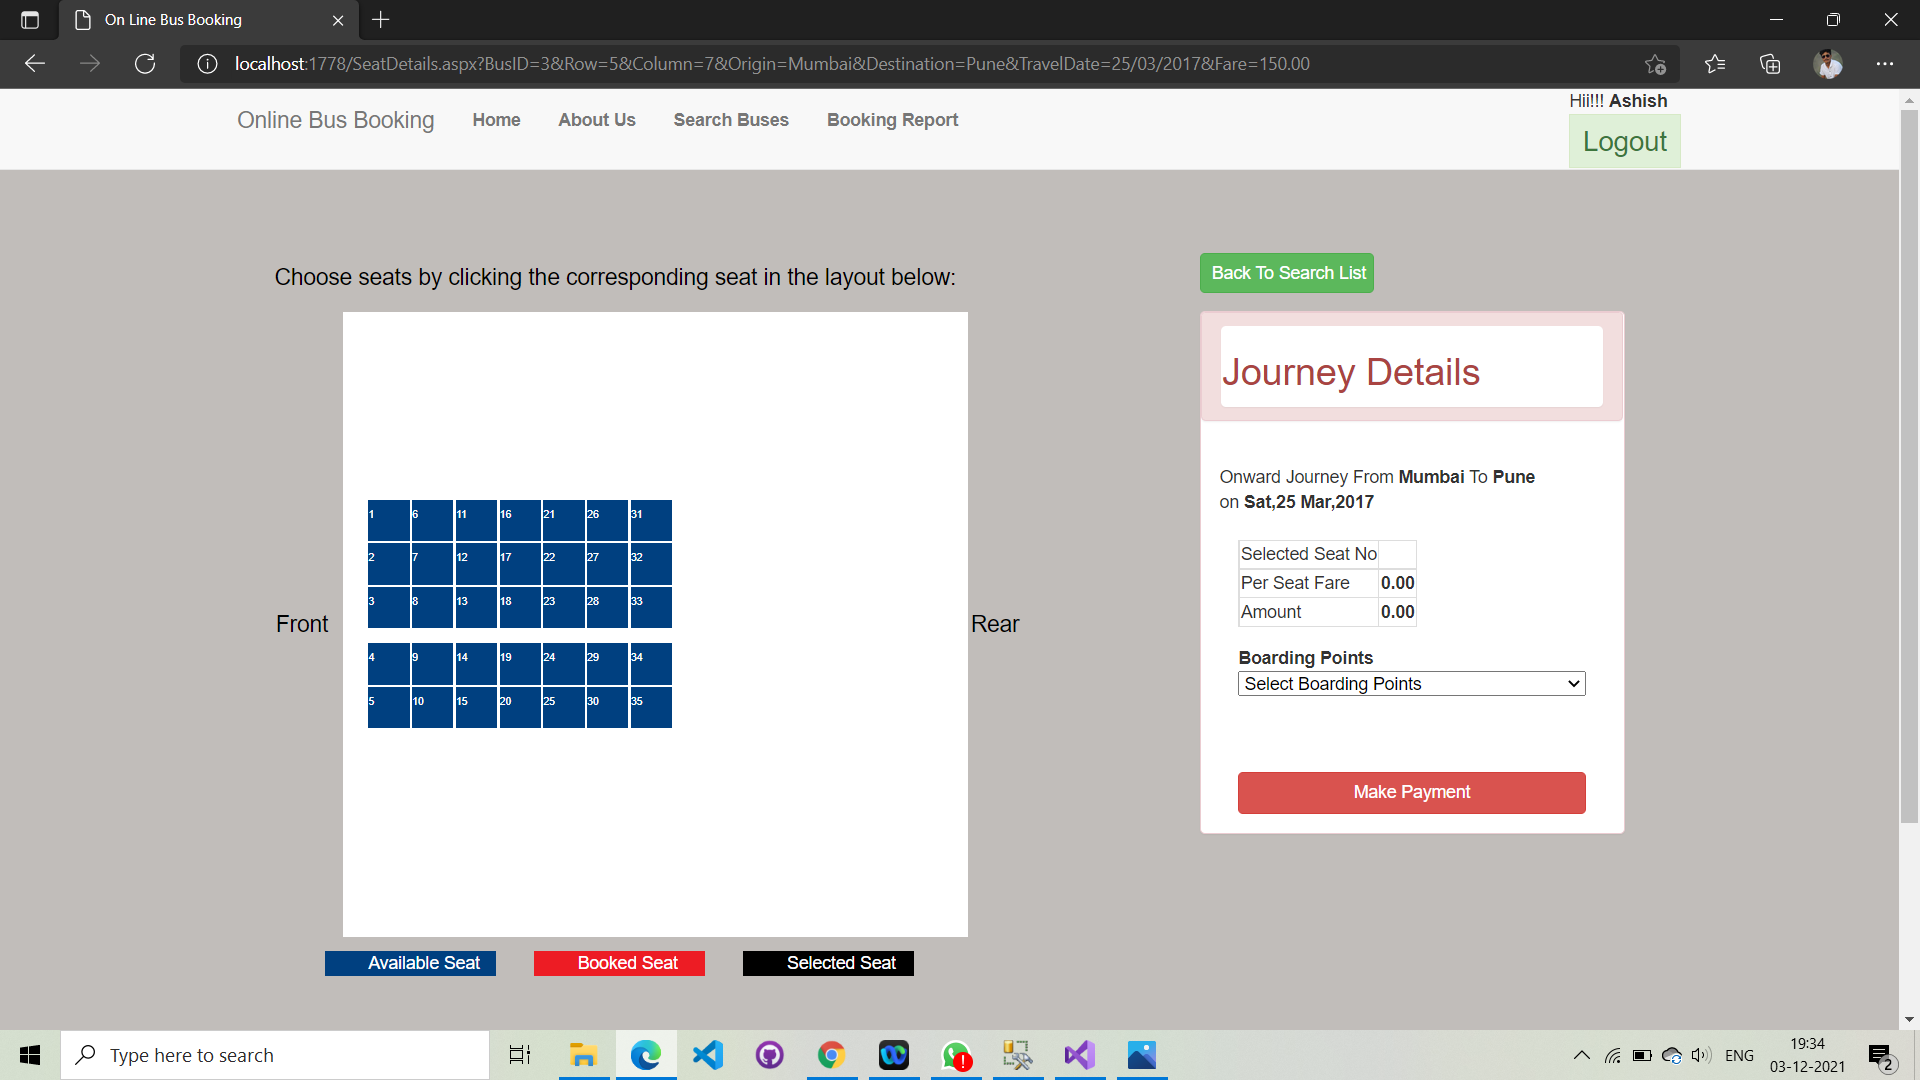 On Line Bus Booking
localhost:1778/SeatDetails.aspx?BusID=3&Row=5&Column=7&Origin=Mumbai&Destination=Pune&TravelDate=25/03/2017&Fare=150.00
Online Bus Booking Home About Us Search Buses Booking Report
Hii!!! Ashish
Logout
Choose seats by clicking the corresponding seat in the layout below:
1 6 11 16 21 26 31
2 7 12 17 22 27 32
3 8 13 18 23 28 33
Front
Rear
4 9 14 19 24 29 34
5 10 15 20 25 30 35
Available Seat Booked Seat Selected Seat
Back To Search List
Journey Details
Onward Journey From Mumbai To Pune
on Sat,25 Mar,2017
Selected Seat No
Per Seat Fare 0.00
Amount 0.00
Boarding Points
Select Boarding Points
Make Payment
Type here to search
ENG
19:34
03-12-2021
2